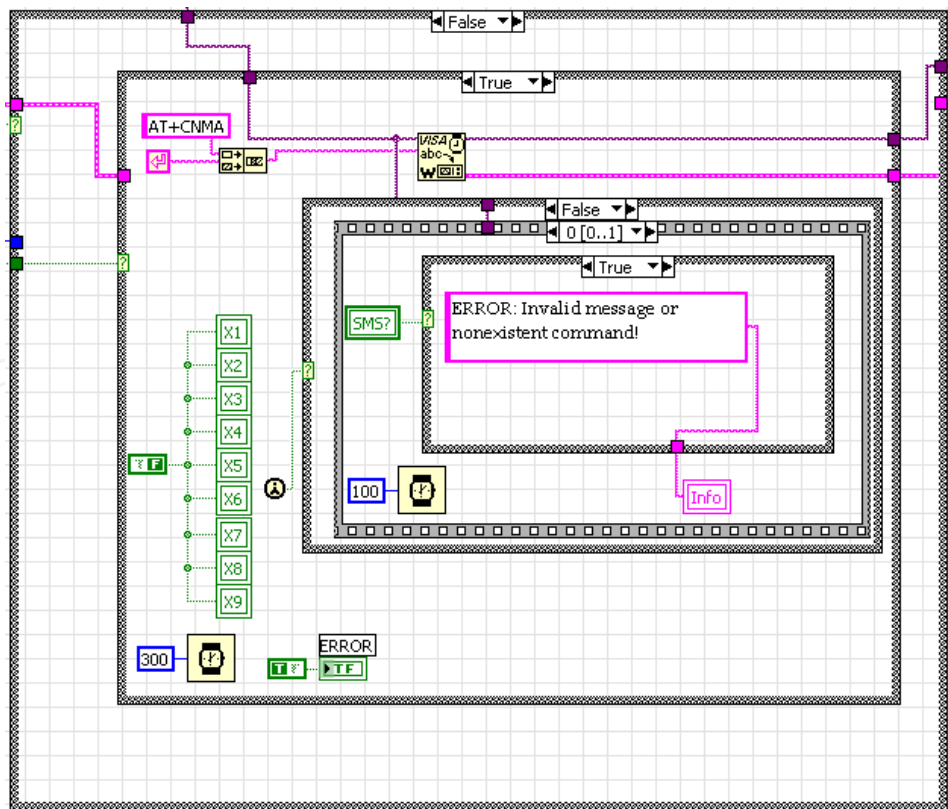 False
True
?
AT+CNMA
VISA
abc
W
False
0 [0..1]
?
True
ERROR: Invalid message or
nonexistent command!
SMS?
?
X1
X2
X3
?
X4
X5
F
X6
100
Info
X7
X8
X9
ERROR
300
T
TF